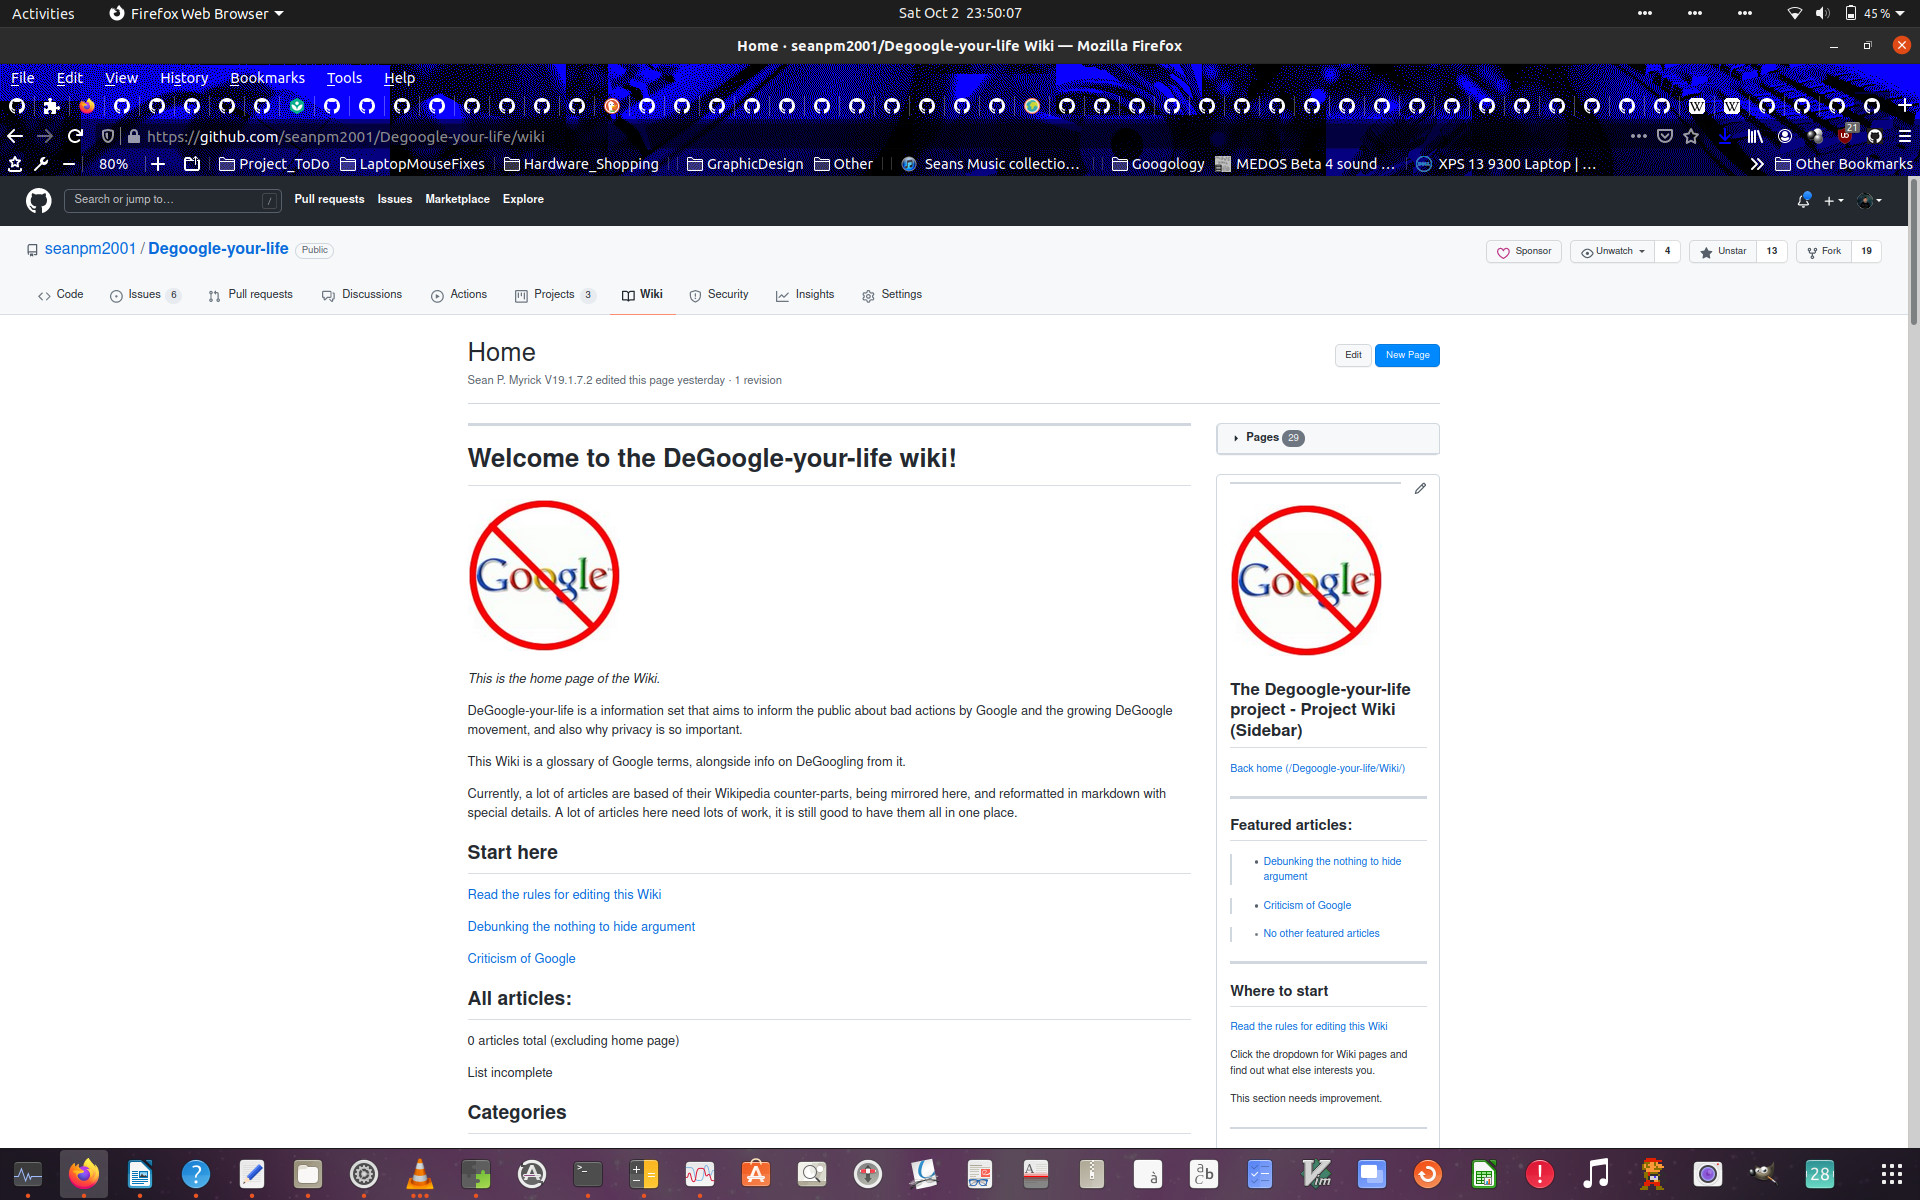 Activities Firefox Web Browser Sat Oct 2 23:50:07 45 %
Home · seanpm2001/Degoogle-your-life Wiki — Mozilla Firefox
File Edit View History Bookmarks Tools Help
https://github.com/seanpm2001/Degoogle-your-life/wiki 21
80% Project_ToDo LaptopMouseFixes Hardware_Shopping GraphicDesign Other Seans Music collectio… Googology MEDOS Beta 4 sound … XPS 13 9300 Laptop | … Other Bookmarks
Search or jump to… / Pull requests Issues Marketplace Explore
seanpm2001 / Degoogle-your-life Public Sponsor Unwatch 4 Unstar 13 Fork 19
Code Issues 6 Pull requests Discussions Actions Projects 3 Wiki Security Insights Settings
Home Edit New Page
Sean P. Myrick V19.1.7.2 edited this page yesterday · 1 revision
Welcome to the DeGoogle-your-life wiki!
Google™
This is the home page of the Wiki.
DeGoogle-your-life is a information set that aims to inform the public about bad actions by Google and the growing DeGoogle
movement, and also why privacy is so important.
This Wiki is a glossary of Google terms, alongside info on DeGoogling from it.
Currently, a lot of articles are based of their Wikipedia counter-parts, being mirrored here, and reformatted in markdown with
special details. A lot of articles here need lots of work, it is still good to have them all in one place.
Start here
Read the rules for editing this Wiki
Debunking the nothing to hide argument
Criticism of Google
All articles:
0 articles total (excluding home page)
List incomplete
Categories
Pages 29
Google™
The Degoogle-your-life
project - Project Wiki
(Sidebar)
Back home (/Degoogle-your-life/Wiki/)
Featured articles:
Debunking the nothing to hide
argument
Criticism of Google
No other featured articles
Where to start
Read the rules for editing this Wiki
Click the dropdown for Wiki pages and
find out what else interests you.
This section needs improvement.
28